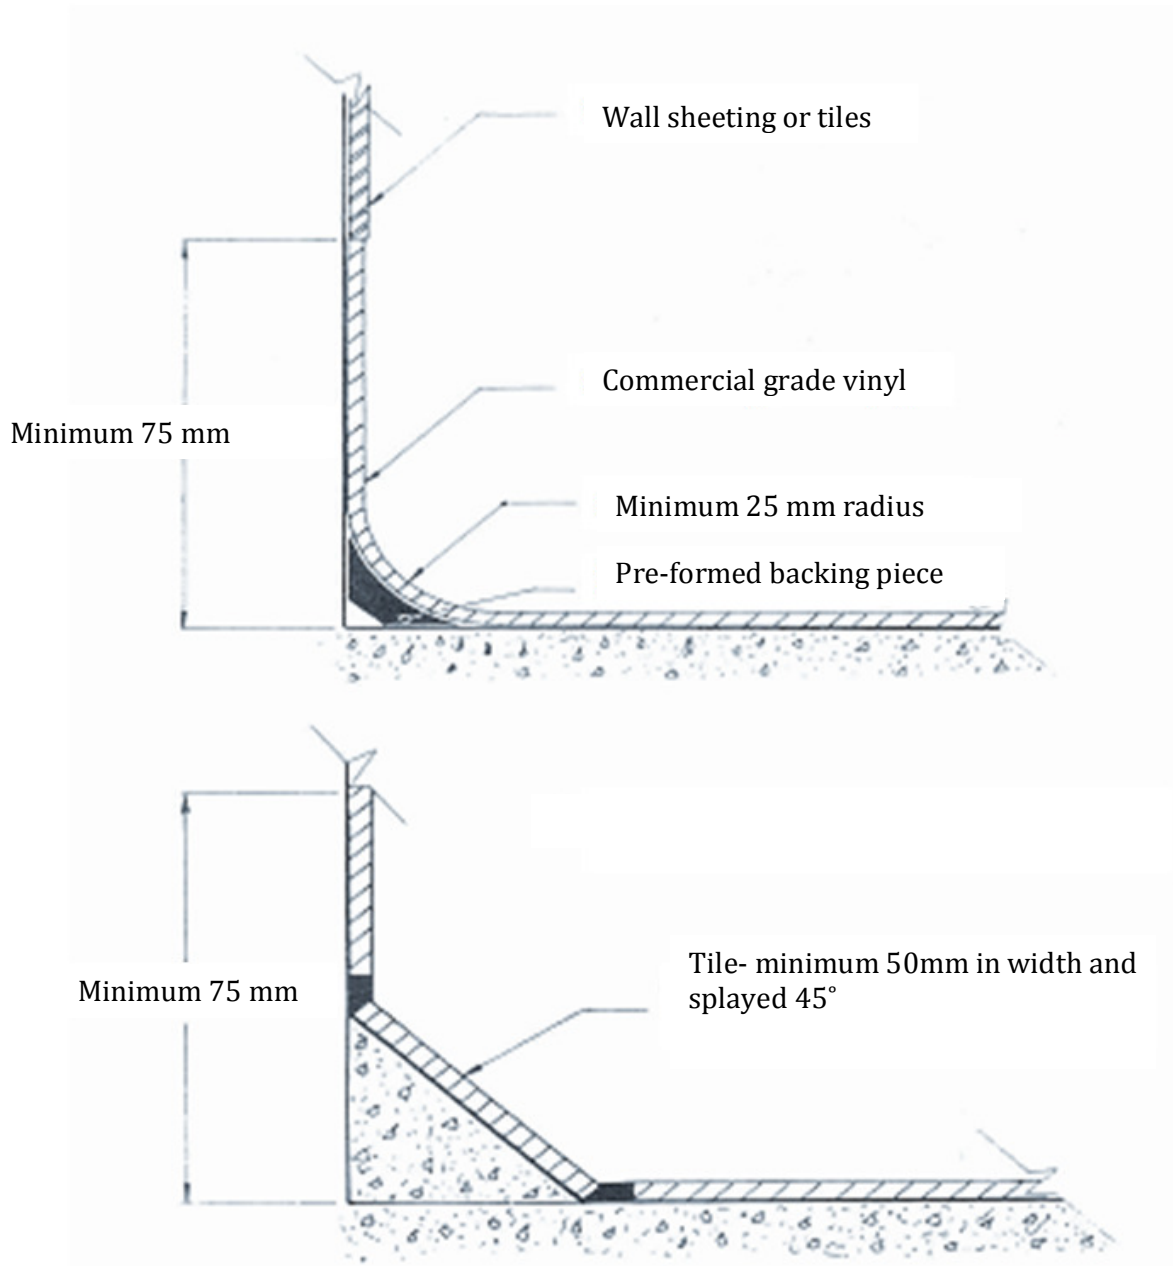 Wall sheeting or tiles
Commercial grade vinyl
Minimum 75 mm
Minimum 25 mm radius
Pre-formed backing piece
Tile- minimum 50mm in width and
splayed 45°
Minimum 75 mm